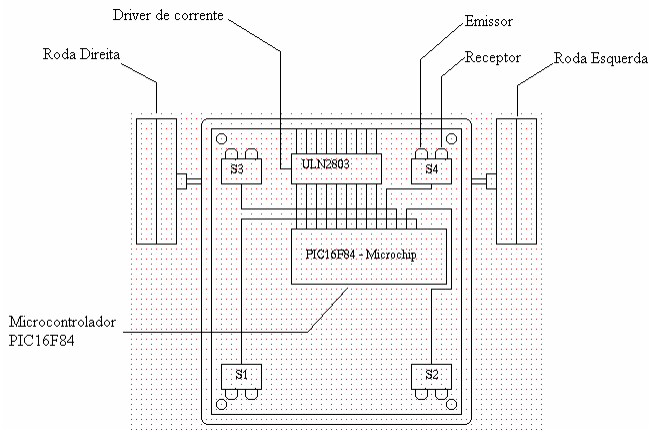 Driver de corrente
Emissor
Roda Direita
Receptor
Roda Esquerda
S3
ULN2803
S4
PIC16F84 - Microchip
Microcontrolador
PIC16F84
S1
S2